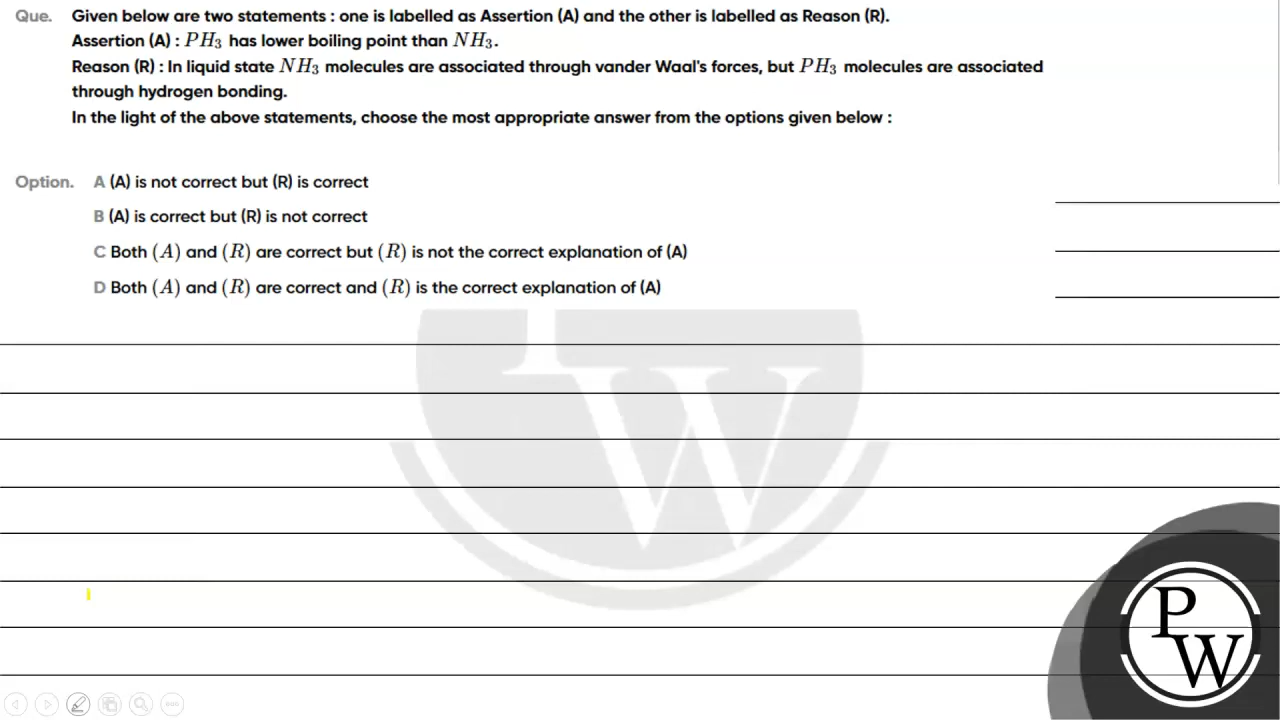 Que. Given below are two statements : one is labelled as Assertion (A) and the other is labelled as Reason (R).
Assertion (A) : PH₃ has lower boiling point than NH₃.
Reason (R) : In liquid state NH₃ molecules are associated through vander Waal's forces, but PH₃ molecules are associated
through hydrogen bonding.
In the light of the above statements, choose the most appropriate answer from the options given below :
Option. A (A) is not correct but (R) is correct
B (A) is correct but (R) is not correct
C Both (A) and (R) are correct but (R) is not the correct explanation of (A)
D Both (A) and (R) are correct and (R) is the correct explanation of (A)
P
W